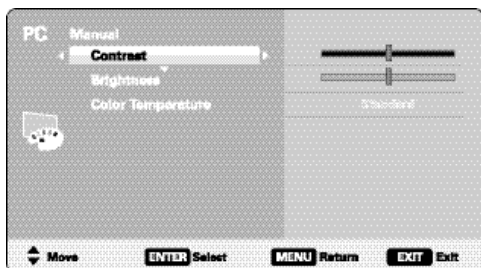 PC Manual
Contrast
Brightness
Color Temperature Standard
Move ENTER Select MENU Return EXIT Exit